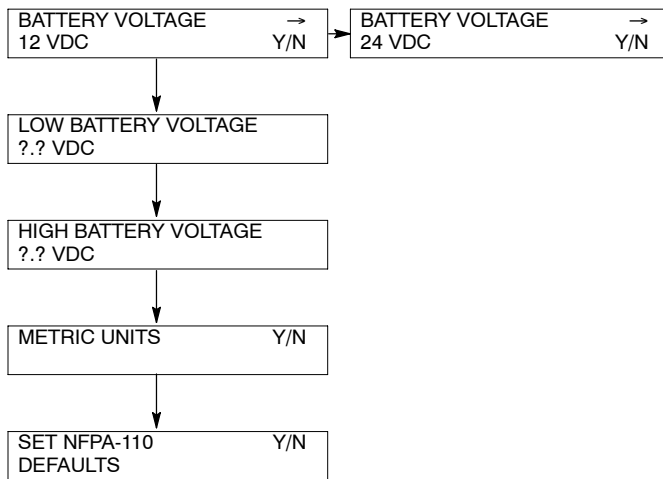 BATTERY VOLTAGE →
12 VDC Y/N
BATTERY VOLTAGE →
24 VDC Y/N
LOW BATTERY VOLTAGE
?.? VDC
HIGH BATTERY VOLTAGE
?.? VDC
METRIC UNITS Y/N
SET NFPA-110 Y/N
DEFAULTS